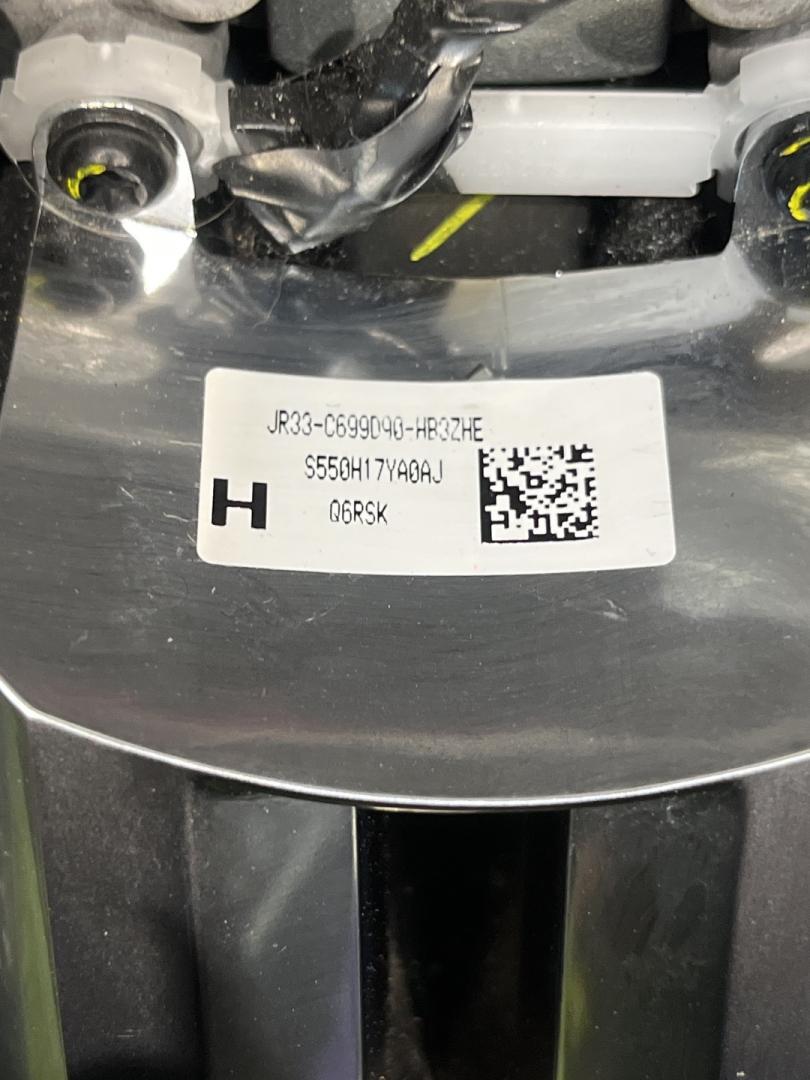 JR33-C699D90-HB3ZHE
S550H17YA0AJ
H
Q6RSK